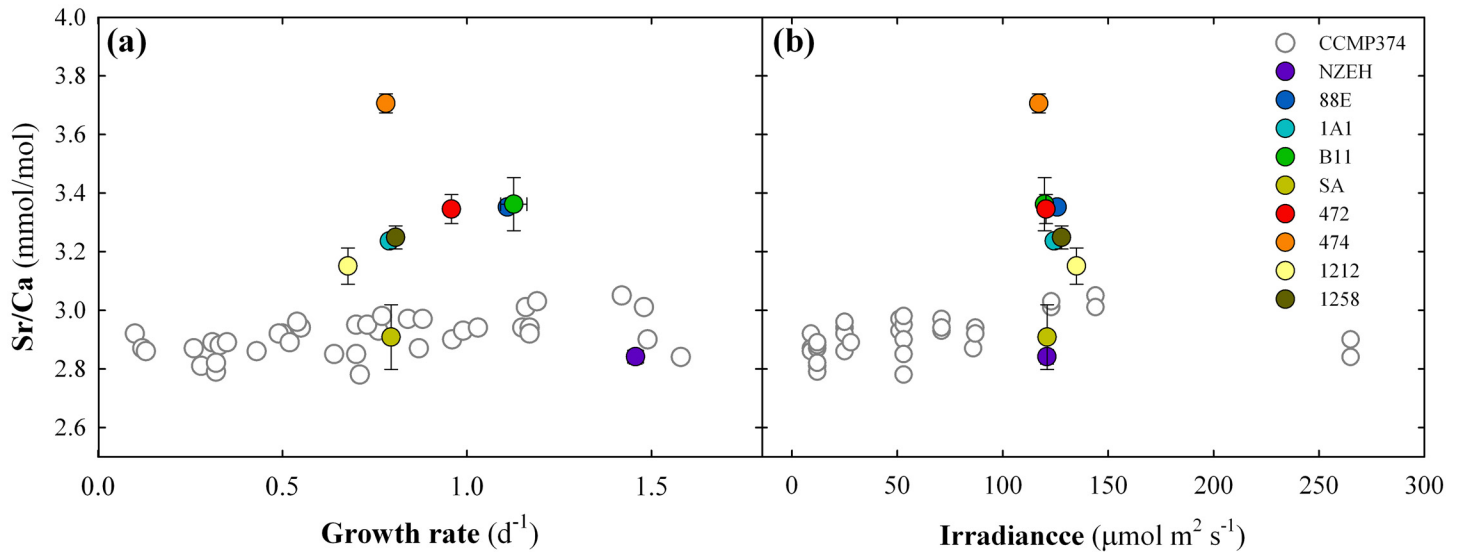 (a)
(b)
4.0
3.8
3.6
3.4
3.2
3.0
2.8
2.6
Sr/Ca (mmol/mol)
CCMP374
NZEH
88E
1A1
B11
SA
472
474
1212
1258
0.0 0.5 1.0 1.5
0 50 100 150 200 250 300
Growth rate (d⁻¹)
Irradiancce (μmol m² s⁻¹)